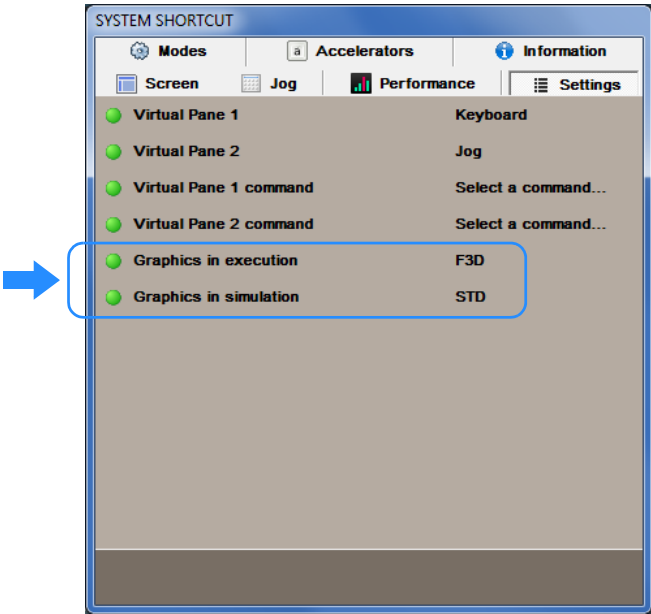 SYSTEM SHORTCUT
Modes a Accelerators i Information
Screen Jog Performance Settings
Virtual Pane 1 Keyboard
Virtual Pane 2 Jog
Virtual Pane 1 command Select a command...
Virtual Pane 2 command Select a command...
Graphics in execution F3D
Graphics in simulation STD